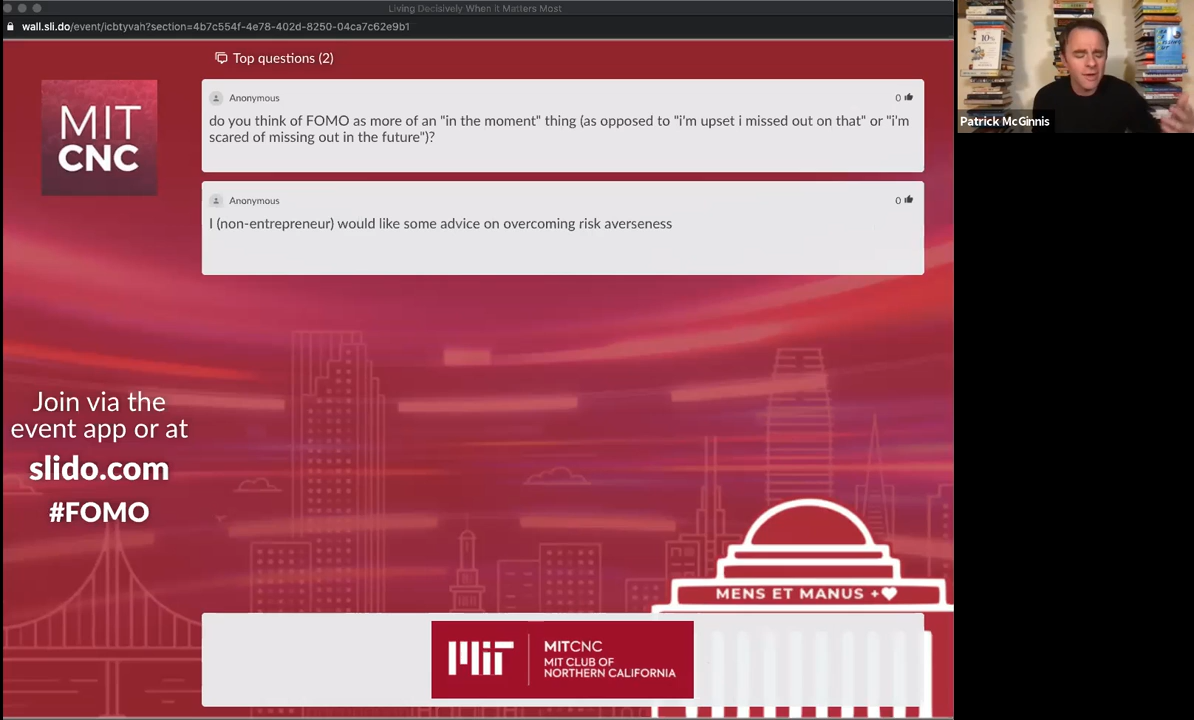 Living Decisively When it Matters Most
wall.sli.do/event/icbtyvah?section=4b7c554f-4e78-402d-8250-04ca7c62e9b1
Top questions (2)
MIT
CNC
Anonymous
0
do you think of FOMO as more of an "in the moment" thing (as opposed to "i'm upset i missed out on that" or "i'm
scared of missing out in the future")?
Anonymous
0
I (non-entrepreneur) would like some advice on overcoming risk averseness
Join via the
event app or at
slido.com
#FOMO
MENS ET MANUS +
MIT
MITCNC
MIT CLUB OF
NORTHERN CALIFORNIA
10%
Patrick McGinnis